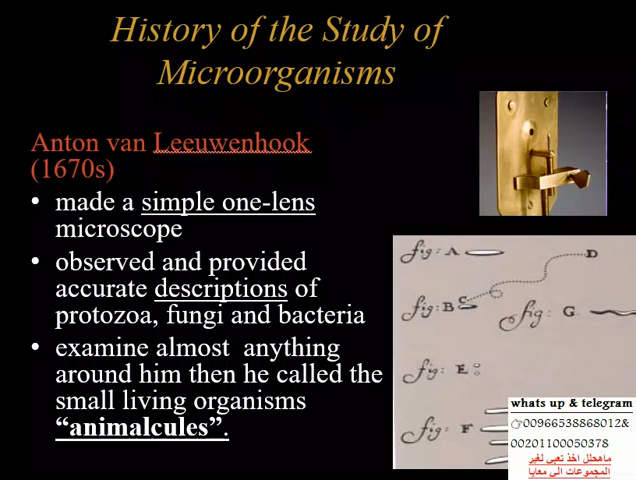 History of the Study of
Microorganisms
Anton van Leeuwenhook
(1670s)
• made a simple one-lens
microscope
• observed and provided
accurate descriptions of
protozoa, fungi and bacteria
• examine almost anything
around him then he called the
small living organisms
“animalcules”.
fig: A
D
fig: B C
fig: G.
fig: E
fig: F
whats up & telegram
☞00966538868012&
00201100050378
ماهحلل اخذ تعبي لغير
المجموعات الى معايا